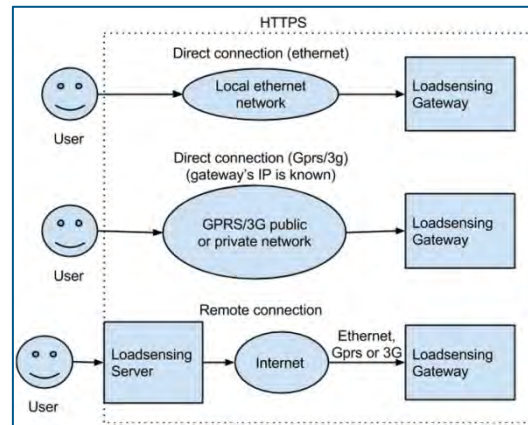 HTTPS
Direct connection (ethernet)
User
Local ethernet
network
Loadsensing
Gateway
Direct connection (Gprs/3g)
(gateway's IP is known)
User
GPRS/3G public
or private network
Loadsensing
Gateway
Remote connection
User
Loadsensing
Server
Internet
Ethernet,
Gprs or 3G
Loadsensing
Gateway